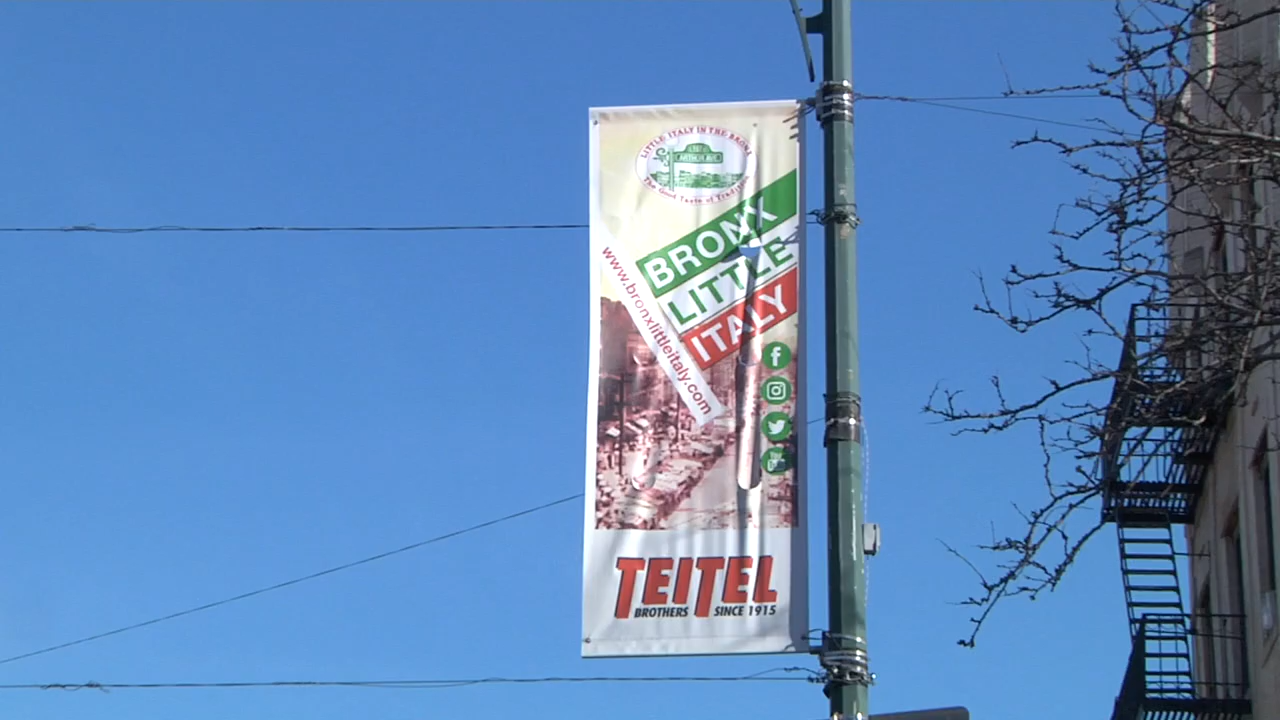 LITTLE ITALY IN THE BRONX
ARTHUR AVE
The Good Taste of Tradition
BRONX
LITTLE
ITALY
www.bronxlittleitaly.com
You
TEITEL
BROTHERS SINCE 1915